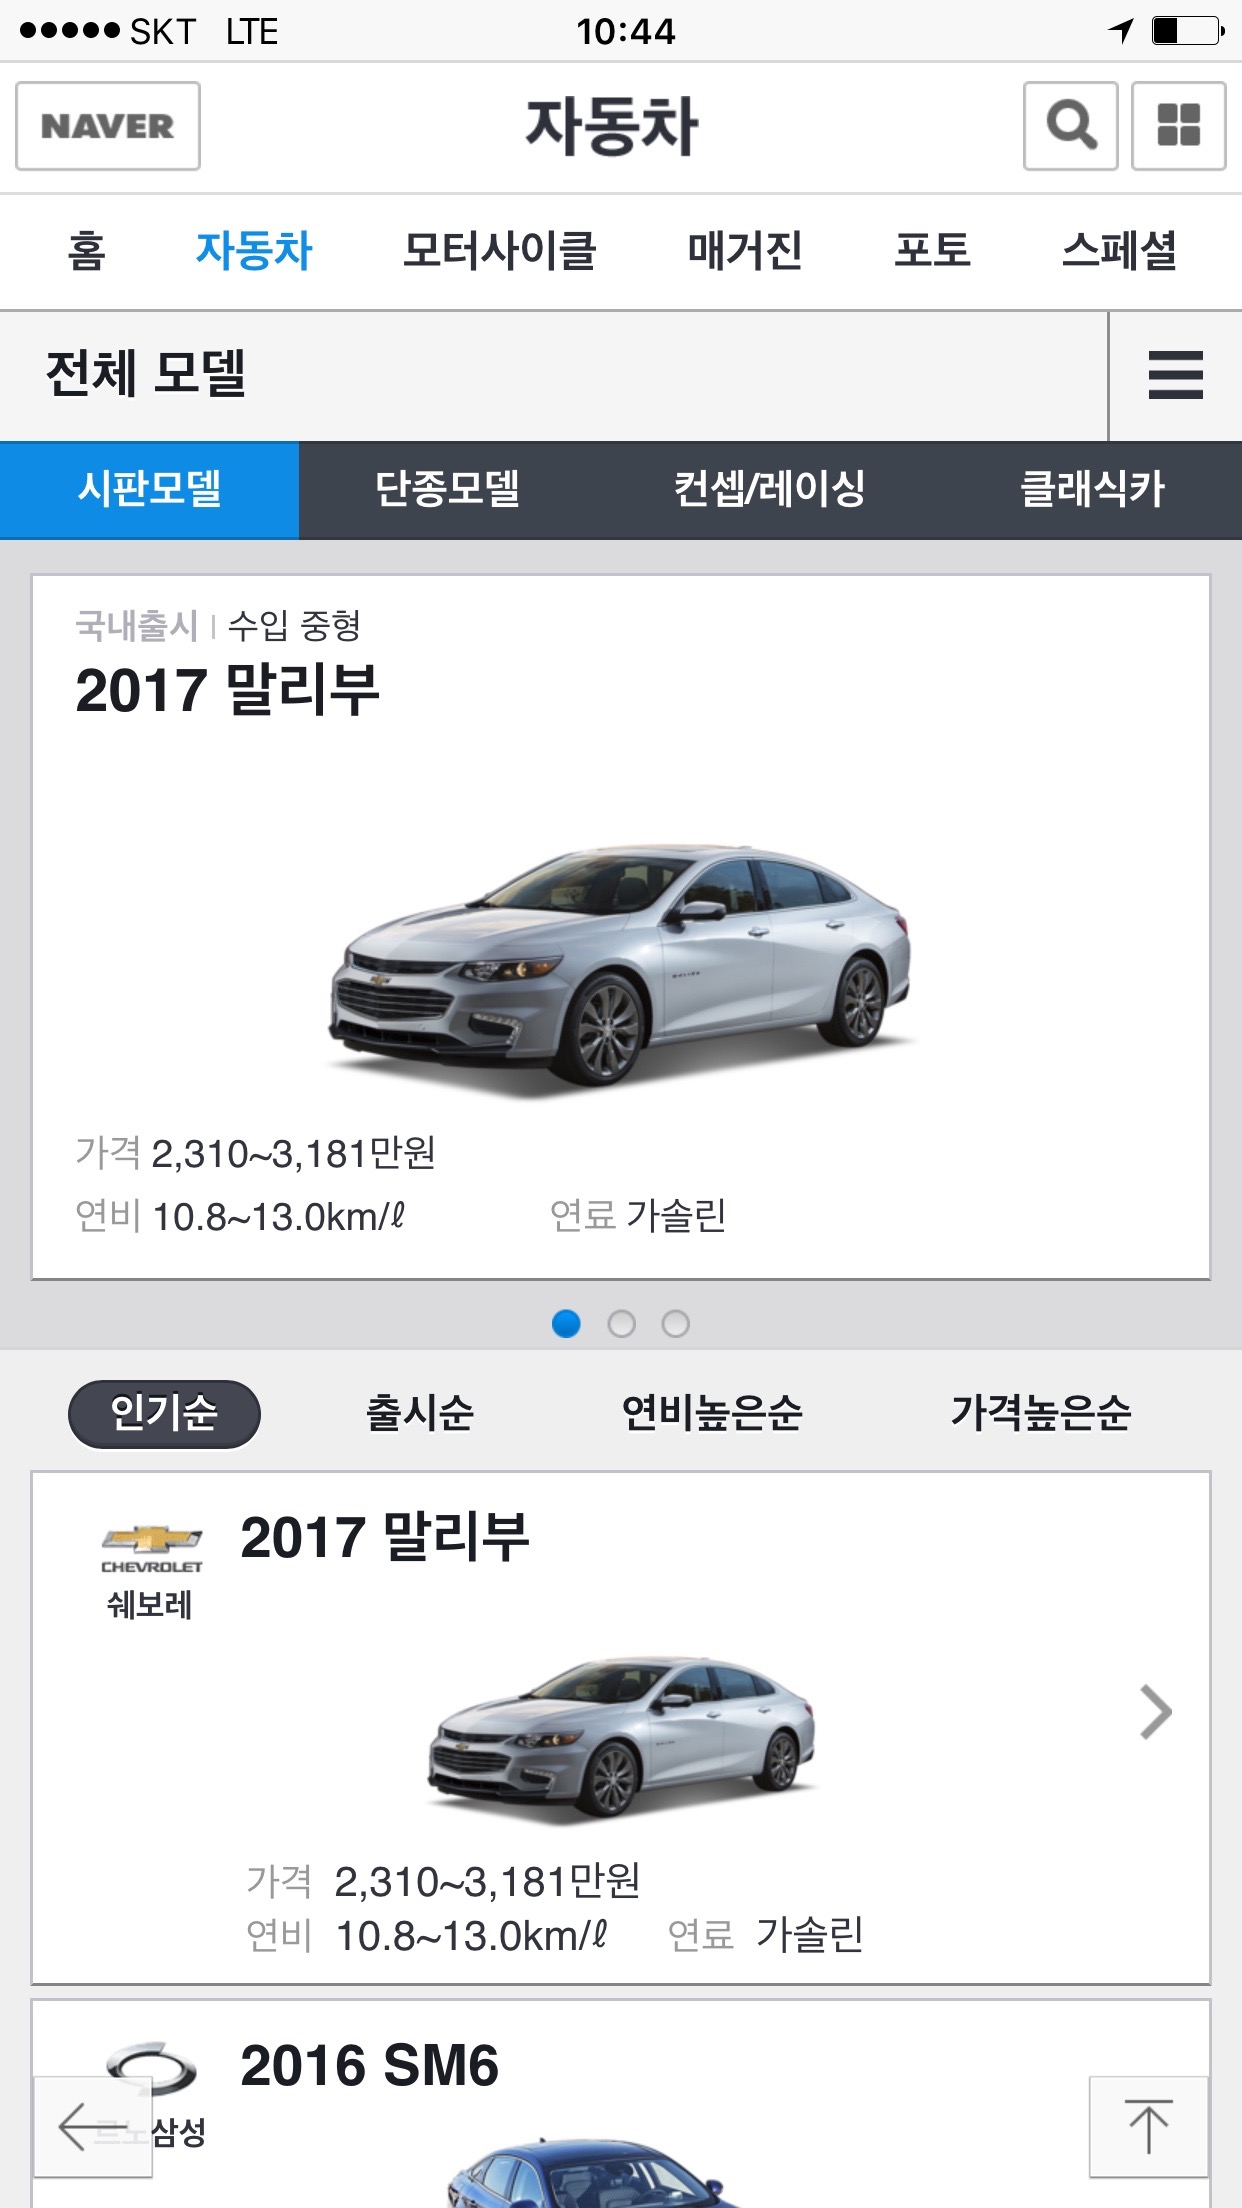 SKT LTE 10:44
NAVER 자동차
홈 자동차 모터사이클 매거진 포토 스페셜
전체 모델
시판모델 단종모델 컨셉/레이싱 클래식카
국내출시 | 수입 중형
2017 말리부
가격 2,310~3,181만원
연비 10.8~13.0km/ℓ 연료 가솔린
인기순 출시순 연비높은순 가격높은순
2017 말리부
CHEVROLET
쉐보레
가격 2,310~3,181만원
연비 10.8~13.0km/ℓ 연료 가솔린
2016 SM6
르노삼성